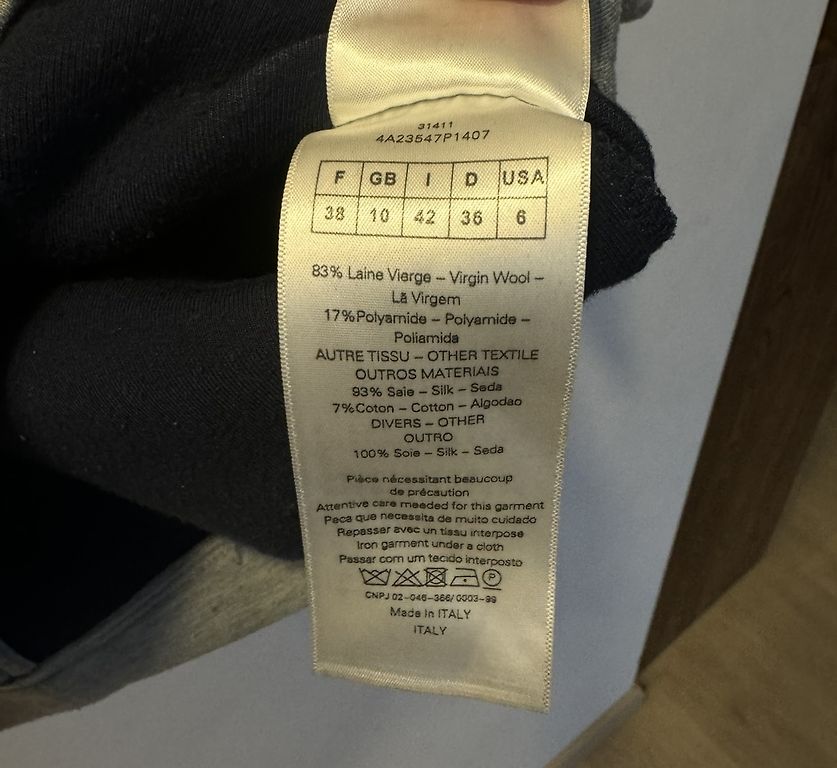 31411
4A23547P1407
F GB I D USA
38 10 42 36 6
83% Laine Vierge – Virgin Wool –
Lã Virgem
17%Polyamide – Polyamide –
Poliamida
AUTRE TISSU – OTHER TEXTILE
OUTROS MATERIAIS
93% Soie – Silk – Seda
7%Coton – Cotton – Algodao
DIVERS – OTHER
OUTRO
100% Soie – Silk – Seda
Pièce nécessitant beaucoup
de précaution
Attentive care meeded for this garment
Peca que necessita de muito cuidado
Repasser avec un tissu interpose
Iron garment under a cloth
Passar com um tecido interposto
P
CNPJ 02-046-366/0003-99
Made in ITALY
ITALY